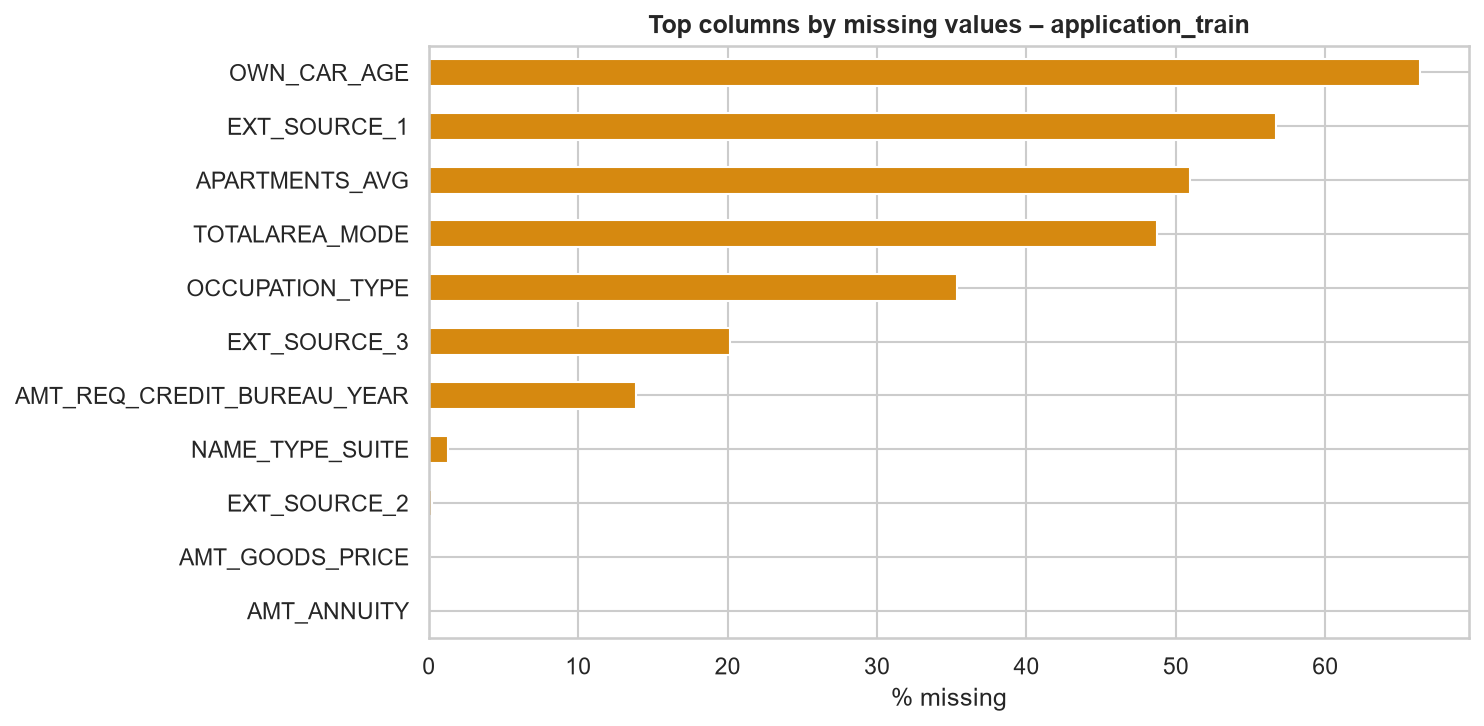 Top columns by missing values – application_train
OWN_CAR_AGE
EXT_SOURCE_1
APARTMENTS_AVG
TOTALAREA_MODE
OCCUPATION_TYPE
EXT_SOURCE_3
AMT_REQ_CREDIT_BUREAU_YEAR
NAME_TYPE_SUITE
EXT_SOURCE_2
AMT_GOODS_PRICE
AMT_ANNUITY
0 10 20 30 40 50 60
% missing